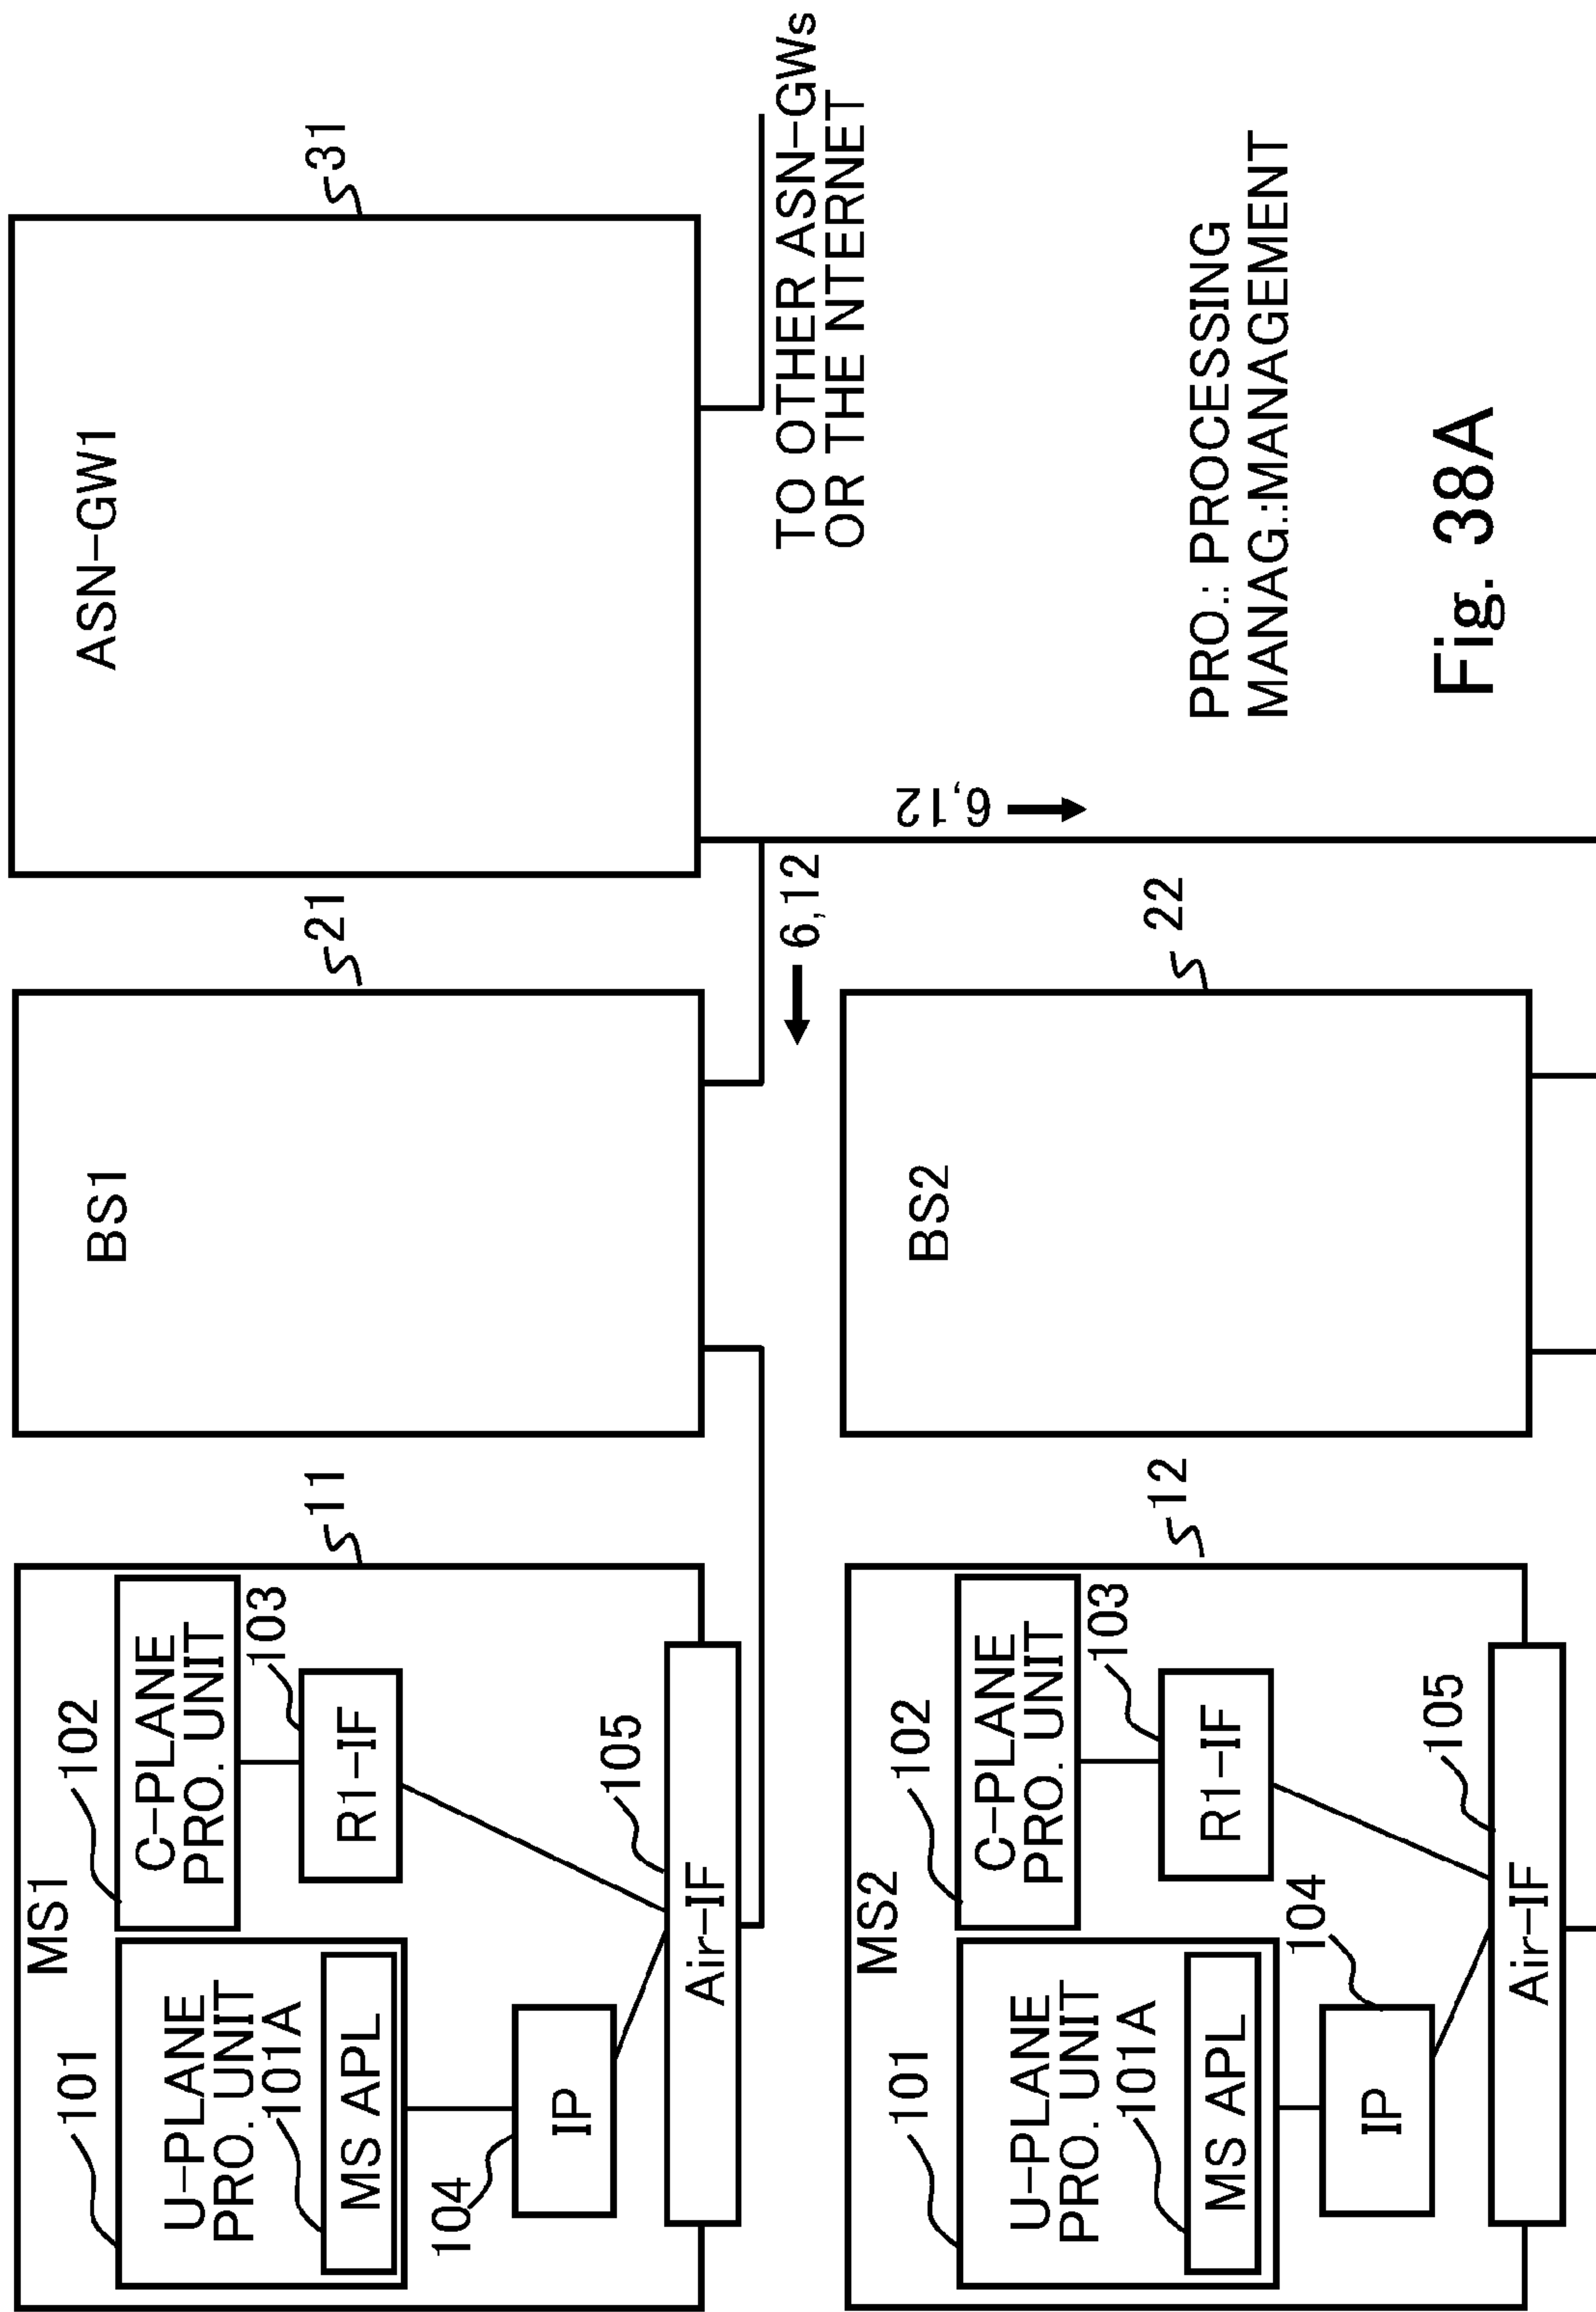 MS1
101
U-PLANE
PRO. UNIT
101A
MS APL
102
C-PLANE
PRO. UNIT
103
R1-IF
104
IP
105
Air-IF
11
BS1
21
ASN-GW1
31
6,12
6,12
TO OTHER ASN-GWs
OR THE NTERNET
MS2
101
U-PLANE
PRO. UNIT
101A
MS APL
102
C-PLANE
PRO. UNIT
103
R1-IF
104
IP
105
Air-IF
12
BS2
22
PRO.: PROCESSING
MANAG.:MANAGEMENT
Fig. 38A